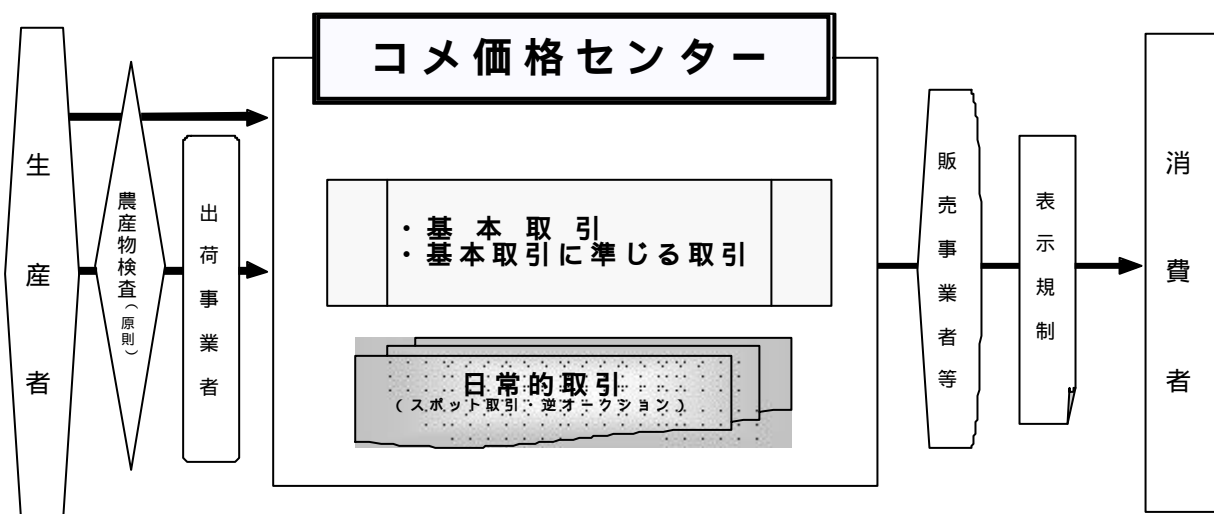 コメ価格センター
生産者
農産物検査(原則)
出荷事業者
・基本取引
・基本取引に準じる取引
日常的取引
(スポット取引・逆オークション)
販売事業者等
表示規制
消費者